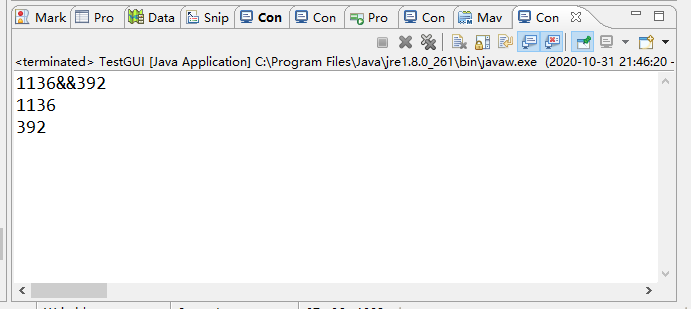 Mark Pro Data Snip Con Con Pro Con Mav Con
<terminated> TestGUI [Java Application] C:\Program Files\Java\jre1.8.0_261\bin\javaw.exe (2020-10-31 21:46:20 -
1136&&392
1136
392